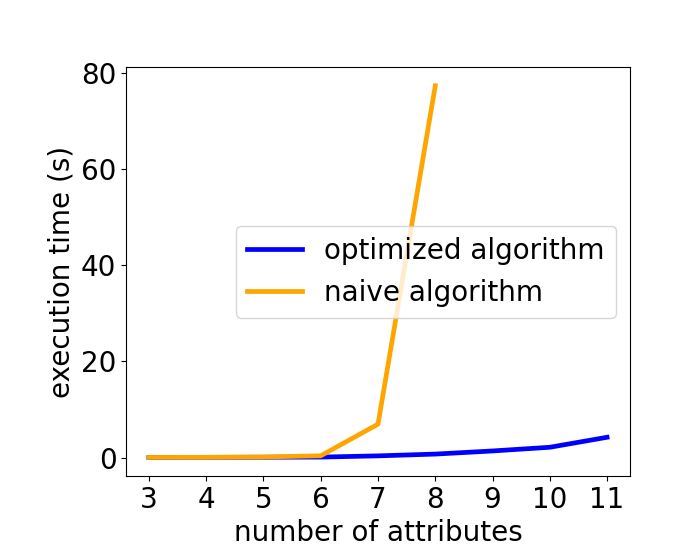 80
60
40
20
0
execution time (s)
optimized algorithm
naive algorithm
3 4 5 6 7 8 9 10 11
number of attributes